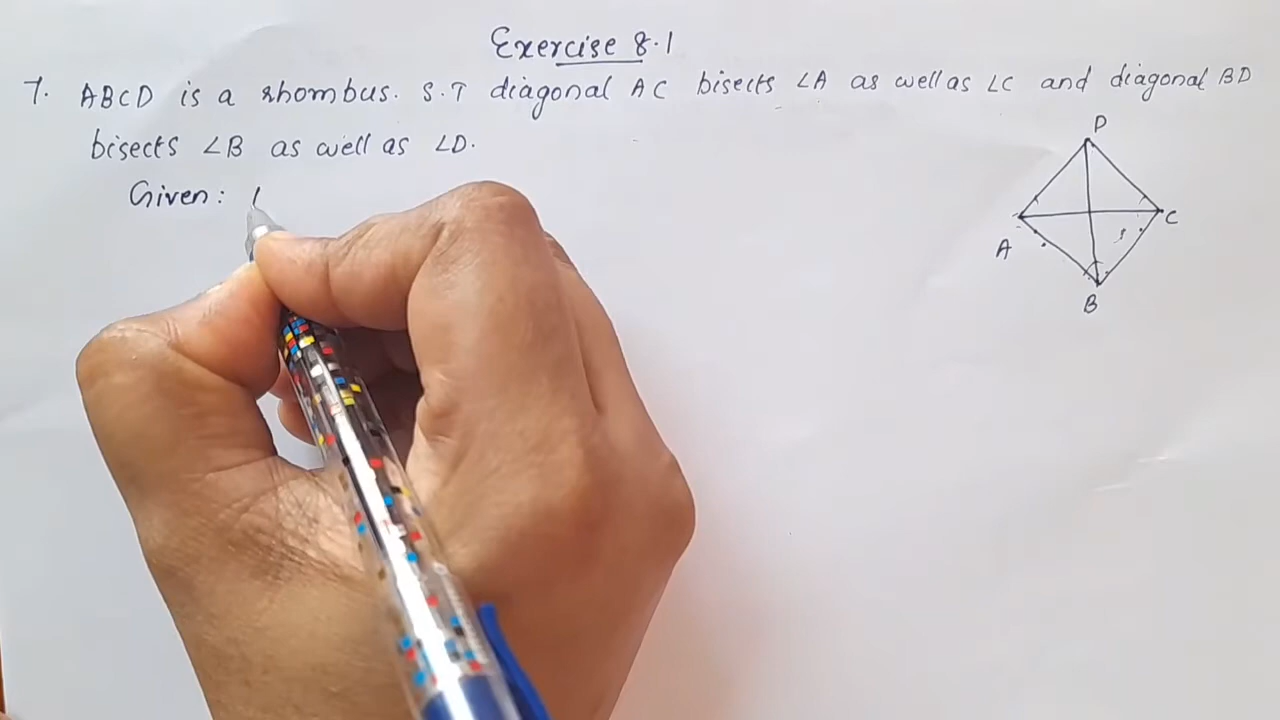 Exercise 8.1
7. ABCD is a rhombus. S.T diagonal AC bisects ∠A as well as ∠C and diagonal BD
bisects ∠B as well as ∠D.
Given:
D
A
C
B